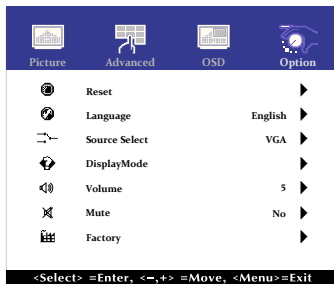 Picture Advanced OSD Option
Reset
Language English
Source Select VGA
DisplayMode
Volume 5
Mute No
Factory
<Select> =Enter, <−,+> =Move, <Menu>=Exit